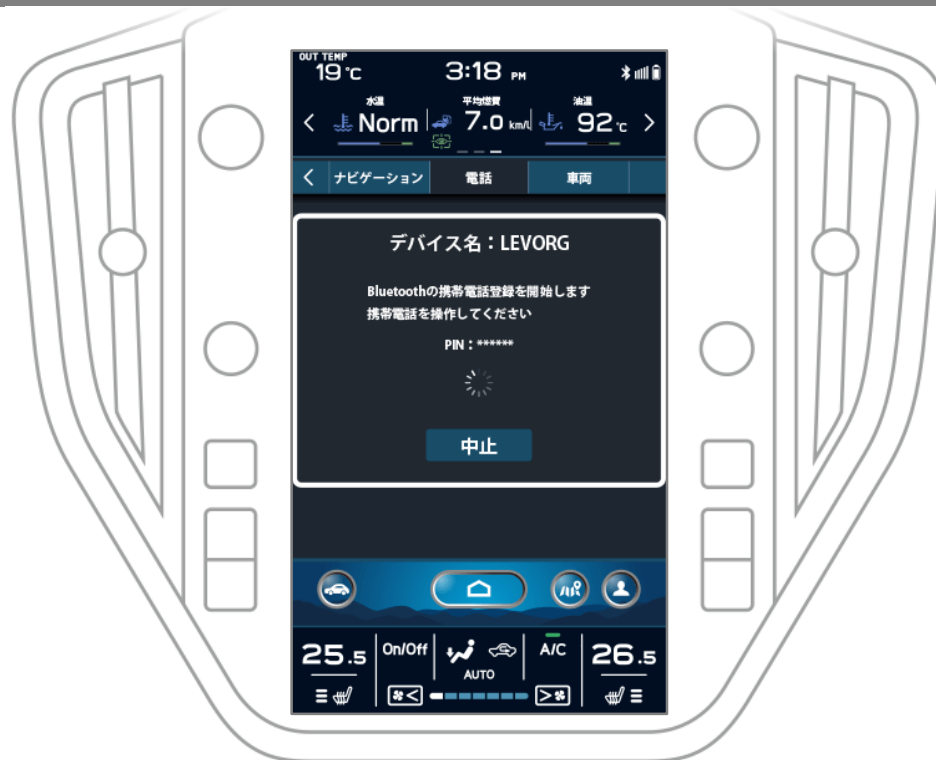 OUT TEMP
19 ℃
3:18 PM
水温
平均燃費
油温
Norm
7.0 km/L
92 ℃
ナビゲーション
電話
車両
デバイス名:LEVORG
Bluetoothの携帯電話登録を開始します
携帯電話を操作してください
PIN:******
中止
25.5
On/Off
AUTO
A/C
26.5